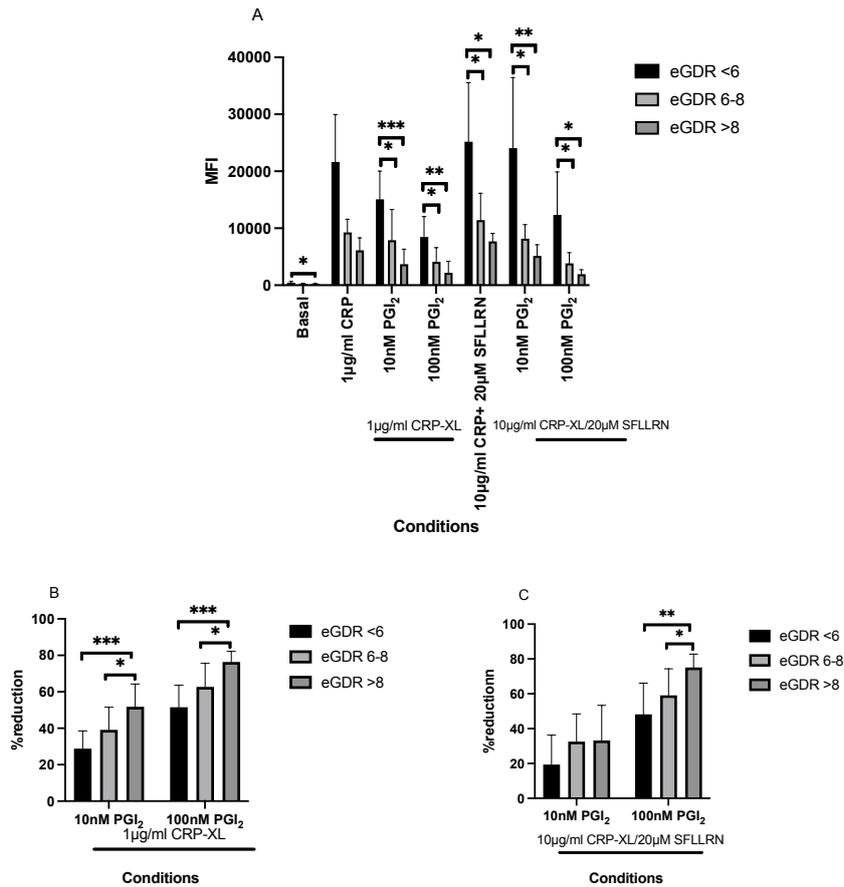 A
40000
30000
20000
10000
0
MFI
*
***
*
**
*
*
*
**
*
*
*
eGDR <6
eGDR 6-8
eGDR >8
Basal
1µg/ml CRP
10nM PGI₂
100nM PGI₂
10µg/ml CRP+ 20µM SFLLRN
10nM PGI₂
100nM PGI₂
1µg/ml CRP-XL
10µg/ml CRP-XL/20µM SFLLRN
Conditions
B
100
80
60
40
20
0
%reduction
***
*
***
*
eGDR <6
eGDR 6-8
eGDR >8
10nM PGI₂
100nM PGI₂
1µg/ml CRP-XL
Conditions
C
100
80
60
40
20
0
%reductionn
**
*
eGDR <6
eGDR 6-8
eGDR >8
10nM PGI₂
100nM PGI₂
10µg/ml CRP-XL/20µM SFLLRN
Conditions